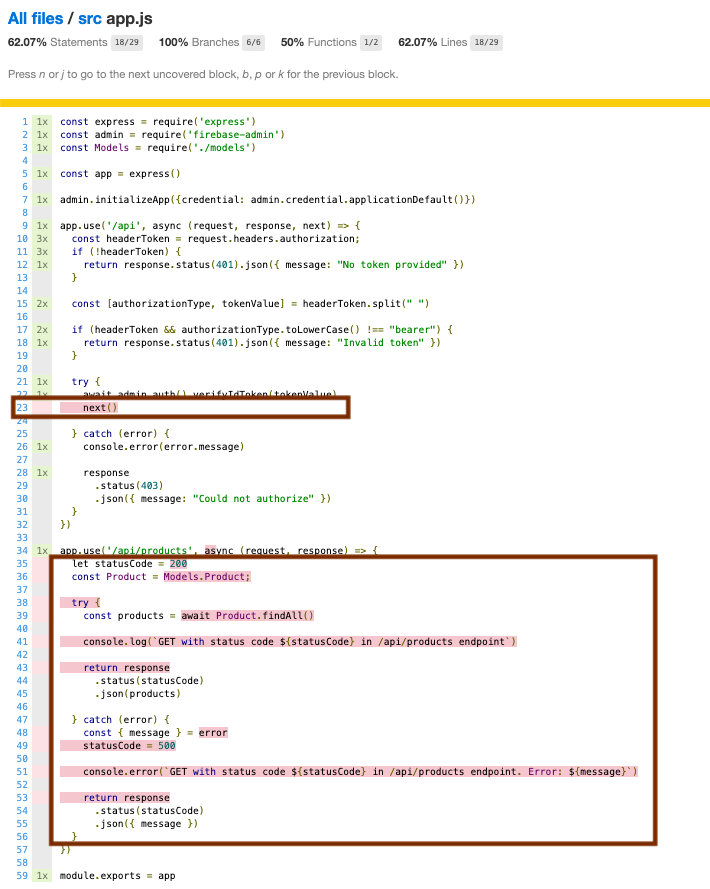 All files / src app.js
62.07% Statements 18/29 100% Branches 6/6 50% Functions 1/2 62.07% Lines 18/29
Press n or j to go to the next uncovered block, b, p or k for the previous block.
1 1x const express = require('express')
2 1x const admin = require('firebase-admin')
3 1x const Models = require('./models')
4
5 1x const app = express()
6
7 1x admin.initializeApp({credential: admin.credential.applicationDefault()})
8
9 1x app.use('/api', async (request, response, next) => {
10 3x const headerToken = request.headers.authorization;
11 3x if (!headerToken) {
12 1x return response.status(401).json({ message: "No token provided" })
13 }
14
15 2x const [authorizationType, tokenValue] = headerToken.split(" ")
16
17 2x if (headerToken && authorizationType.toLowerCase() !== "bearer") {
18 1x return response.status(401).json({ message: "Invalid token" })
19 }
20
21 1x try {
22 1x await admin.auth().verifyIdToken(tokenValue)
23 next()
24
25 } catch (error) {
26 1x console.error(error.message)
27
28 1x response
29 .status(403)
30 .json({ message: "Could not authorize" })
31 }
32 })
33
34 1x app.use('/api/products', async (request, response) => {
35 let statusCode = 200
36 const Product = Models.Product;
37
38 try {
39 const products = await Product.findAll()
40
41 console.log(`GET with status code ${statusCode} in /api/products endpoint`)
42
43 return response
44 .status(statusCode)
45 .json(products)
46
47 } catch (error) {
48 const { message } = error
49 statusCode = 500
50
51 console.error(`GET with status code ${statusCode} in /api/products endpoint. Error: ${message}`)
52
53 return response
54 .status(statusCode)
55 .json({ message })
56 }
57 })
58
59 1x module.exports = app